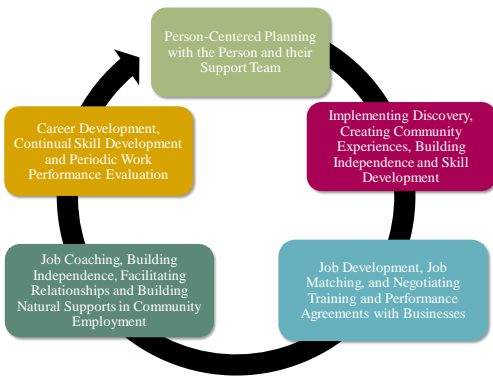 Person-Centered Planning
with the Person and their
Support Team
Implementing Discovery,
Creating Community
Experiences, Building
Independence and Skill
Development
Job Development, Job
Matching, and Negotiating
Training and Performance
Agreements with Businesses
Job Coaching, Building
Independence, Facilitating
Relationships and Building
Natural Supports in Community
Employment
Career Development,
Continual Skill Development
and Periodic Work
Performance Evaluation